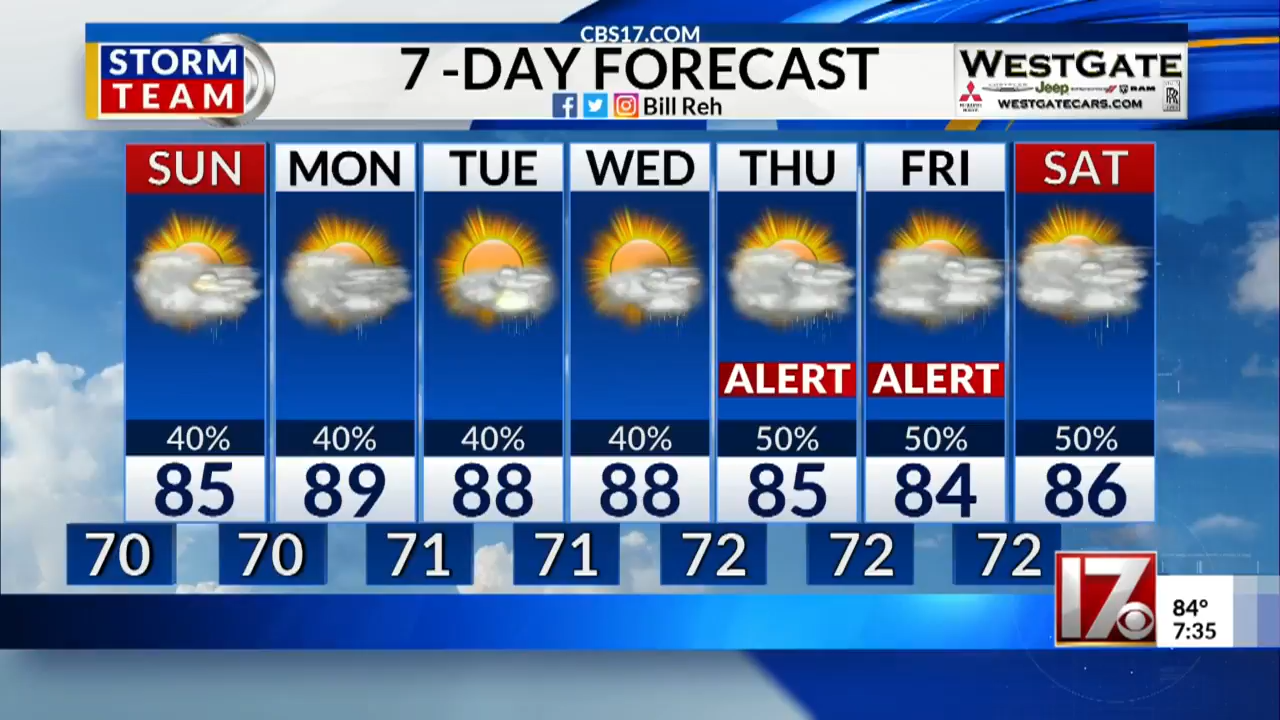 CBS17.COM
STORM TEAM
7-DAY FORECAST
Bill Reh
WESTGATE
Jeep RAM
WESTGATECARS.COM
SUN MON TUE WED THU FRI SAT
ALERT ALERT
40% 40% 40% 40% 50% 50% 50%
85 89 88 88 85 84 86
70 70 71 71 72 72 72
17
84°
7:35